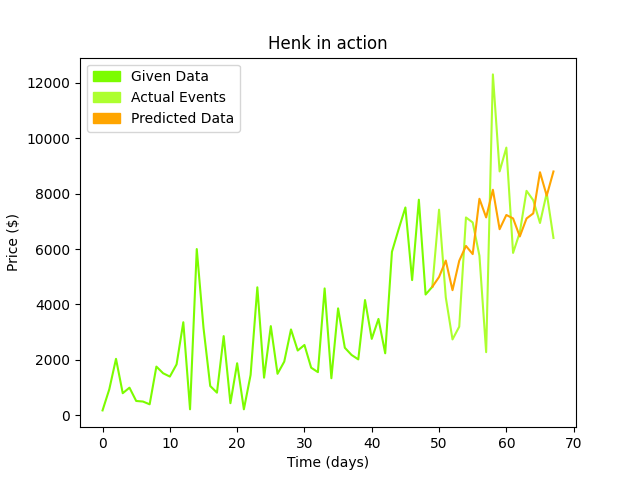 Henk in action
Given Data
Actual Events
Predicted Data
Price ($)
12000
10000
8000
6000
4000
2000
0
0 10 20 30 40 50 60 70
Time (days)